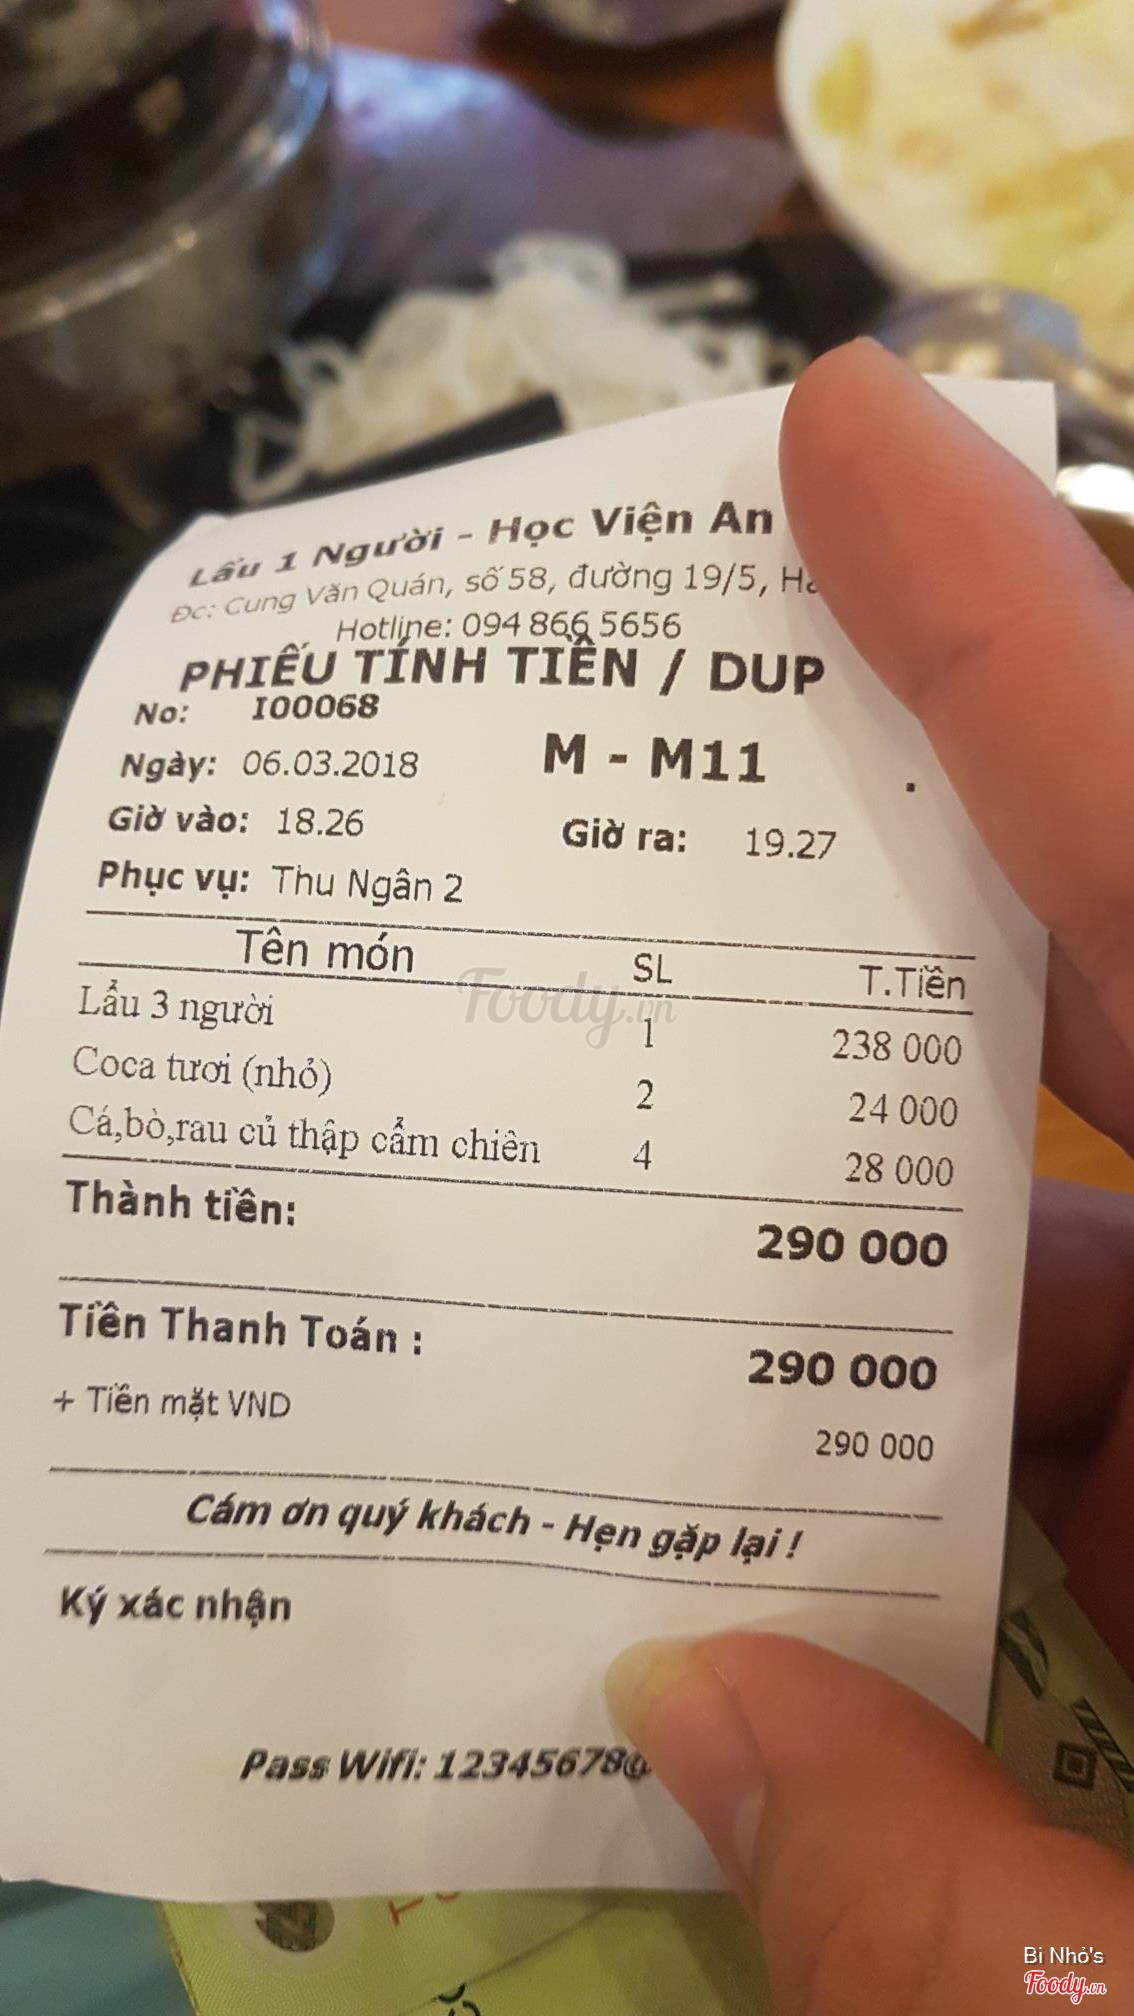 Lẩu 1 Người - Học Viện An
Đc: Cung Văn Quán, số 58, đường 19/5,
Hotline: 094 866 5656
PHIẾU TÍNH TIỀN / DUP
No: I00068
M - M11
Ngày: 06.03.2018
Giờ vào: 18.26 Giờ ra: 19.27
Phục vụ: Thu Ngân 2
Tên món SL T.Tiền
Lẩu 3 người 1 238 000
Coca tươi (nhỏ) 2 24 000
Cá,bò,rau củ thập cẩm chiên 4 28 000
Thành tiền: 290 000
Tiền Thanh Toán : 290 000
+ Tiền mặt VND 290 000
Cám ơn quý khách - Hẹn gặp lại !
Ký xác nhận
Pass Wifi: 12345678@
Foody.vn
Bi Nhỏ's
Foody.vn